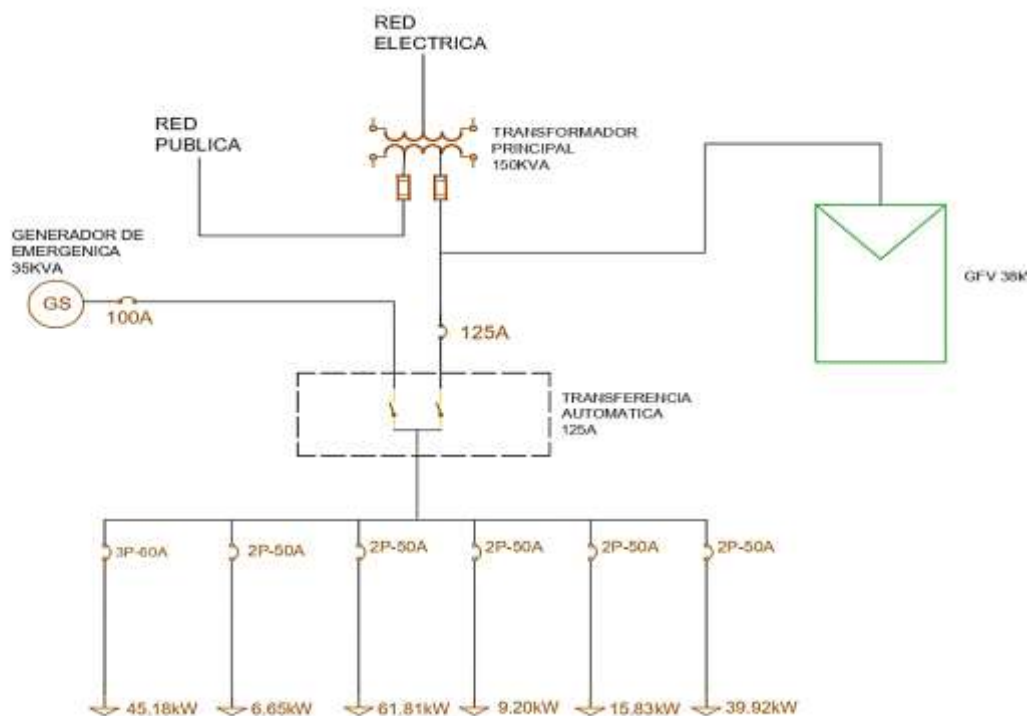 RED
ELECTRICA
RED
PUBLICA
TRANSFORMADOR
PRINCIPAL
150KVA
GENERADOR DE
EMERGENICA
35KVA
GS
100A
125A
GFV 38k
TRANSFERENCIA
AUTOMATICA
125A
3P-60A
2P-50A
2P-50A
2P-50A
2P-50A
2P-50A
45.18kW
6.65kW
61.81kW
9.20kW
15.83kW
39.92kW